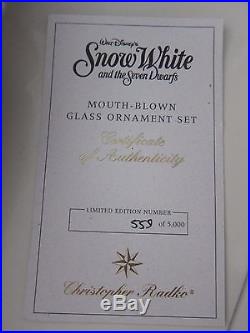 Walt Disney's
Snow White
and the Seven Dwarfs
MOUTH-BLOWN
GLASS ORNAMENT SET
Certificate
of Authenticity
LIMITED EDITION NUMBER
559 of 5,000
Christopher Radko®